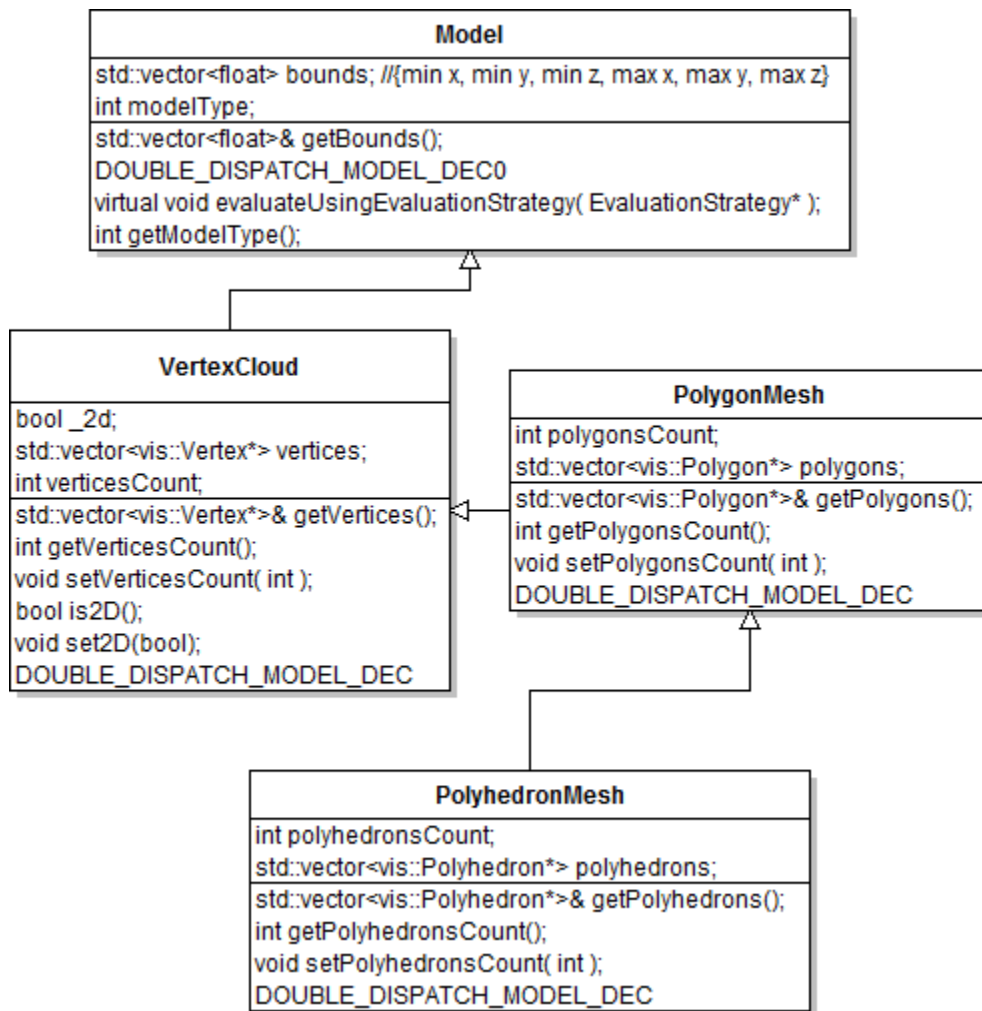 Model
std::vector<float> bounds; //{min x, min y, min z, max x, max y, max z}
int modelType;
std::vector<float>& getBounds();
DOUBLE_DISPATCH_MODEL_DEC0
virtual void evaluateUsingEvaluationStrategy( EvaluationStrategy* );
int getModelType();
VertexCloud
bool _2d;
std::vector<vis::Vertex*> vertices;
int verticesCount;
std::vector<vis::Vertex*>& getVertices();
int getVerticesCount();
void setVerticesCount( int );
bool is2D();
void set2D(bool);
DOUBLE_DISPATCH_MODEL_DEC
PolygonMesh
int polygonsCount;
std::vector<vis::Polygon*> polygons;
std::vector<vis::Polygon*>& getPolygons();
int getPolygonsCount();
void setPolygonsCount( int );
DOUBLE_DISPATCH_MODEL_DEC
PolyhedronMesh
int polyhedronsCount;
std::vector<vis::Polyhedron*> polyhedrons;
std::vector<vis::Polyhedron*>& getPolyhedrons();
int getPolyhedronsCount();
void setPolyhedronsCount( int );
DOUBLE_DISPATCH_MODEL_DEC